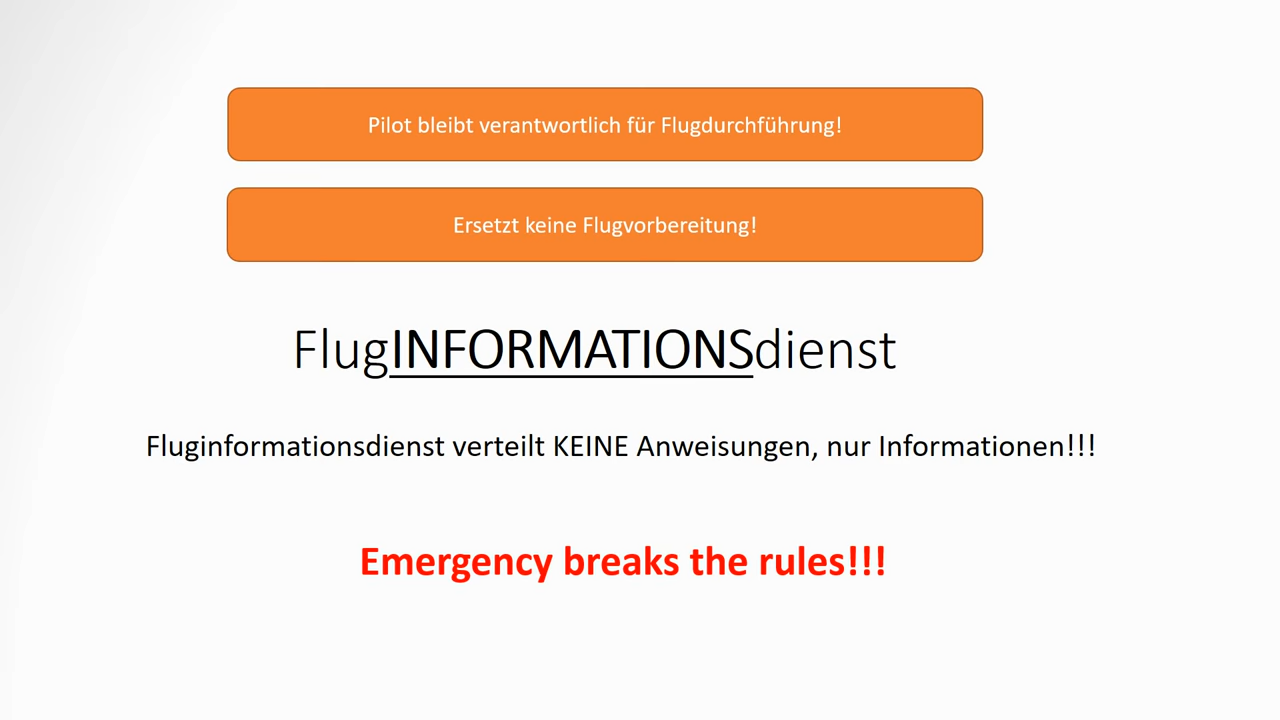 Pilot bleibt verantwortlich für Flugdurchführung!
Ersetzt keine Flugvorbereitung!
FlugINFORMATIONSdienst
Fluginformationsdienst verteilt KEINE Anweisungen, nur Informationen!!!
Emergency breaks the rules!!!